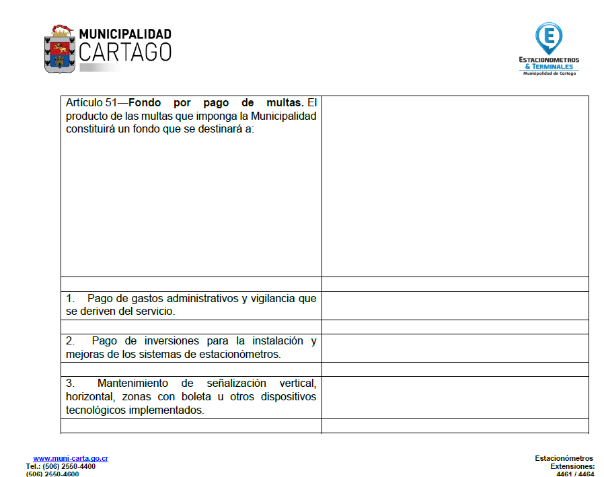 MUNICIPALIDAD
CARTAGO
ESTACIONOMETROS
& TERMINALES
Municipalidad de Cartago
Artículo 51—Fondo por pago de multas. El
producto de las multas que imponga la Municipalidad
constituirá un fondo que se destinará a:
1. Pago de gastos administrativos y vigilancia que
se deriven del servicio.
2. Pago de inversiones para la instalación y
mejoras de los sistemas de estacionómetros.
3. Mantenimiento de señalización vertical,
horizontal, zonas con boleta u otros dispositivos
tecnológicos implementados.
www.muni-carta.go.cr
Tel.: (506) 2550-4400
(506) 2550-4600
Estacionómetros
Extensiones:
4461 / 4464